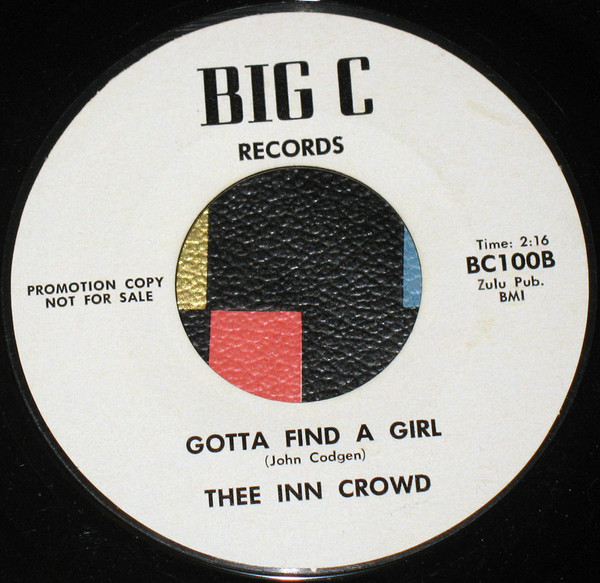 BIG C
RECORDS
PROMOTION COPY
NOT FOR SALE
Time: 2:16
BC100B
Zulu Pub.
BMI
GOTTA FIND A GIRL
(John Codgen)
THEE INN CROWD